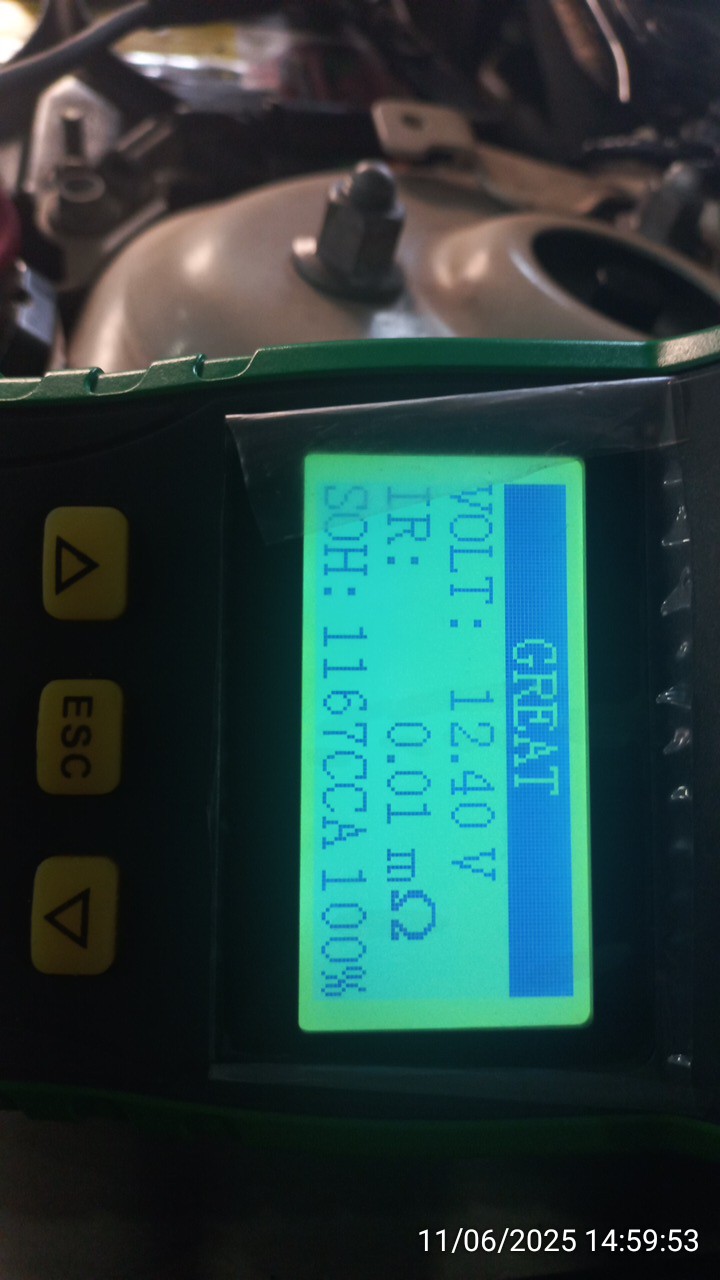 GREAT
VOLT: 12.40 V
IR: 0.01 mΩ
SOH: 1167CCA 100%
ESC
11/06/2025 14:59:53